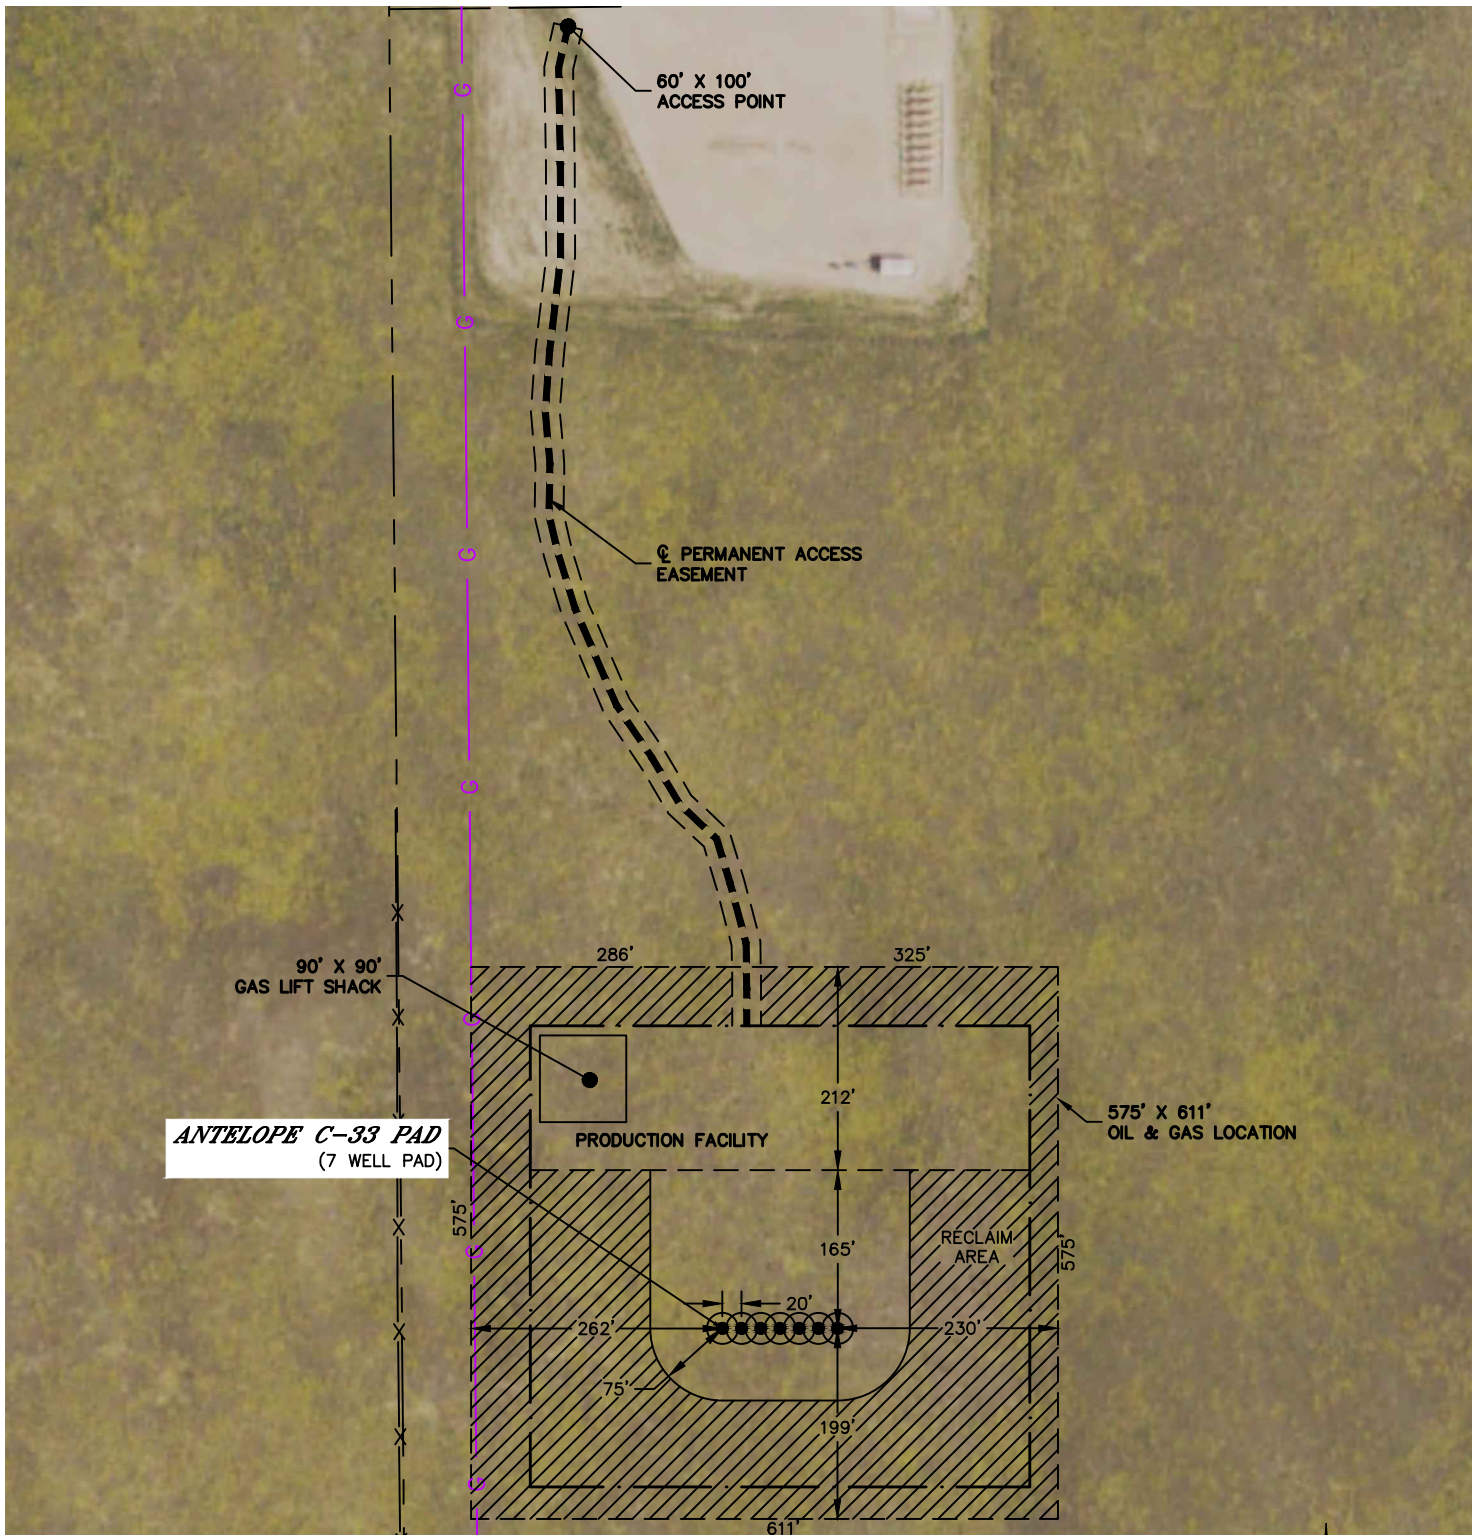 G
60' X 100'
ACCESS POINT
G
G
℄ PERMANENT ACCESS
EASEMENT
G
X
286'
325'
90' X 90'
GAS LIFT SHACK
X
G
212'
575' X 611'
OIL & GAS LOCATION
X
ANTELOPE C-33 PAD
(7 WELL PAD)
PRODUCTION FACILITY
575'
X
G
165'
RECLAIM
AREA
575'
20'
X
262'
230'
75'
199'
X
G
611'
X